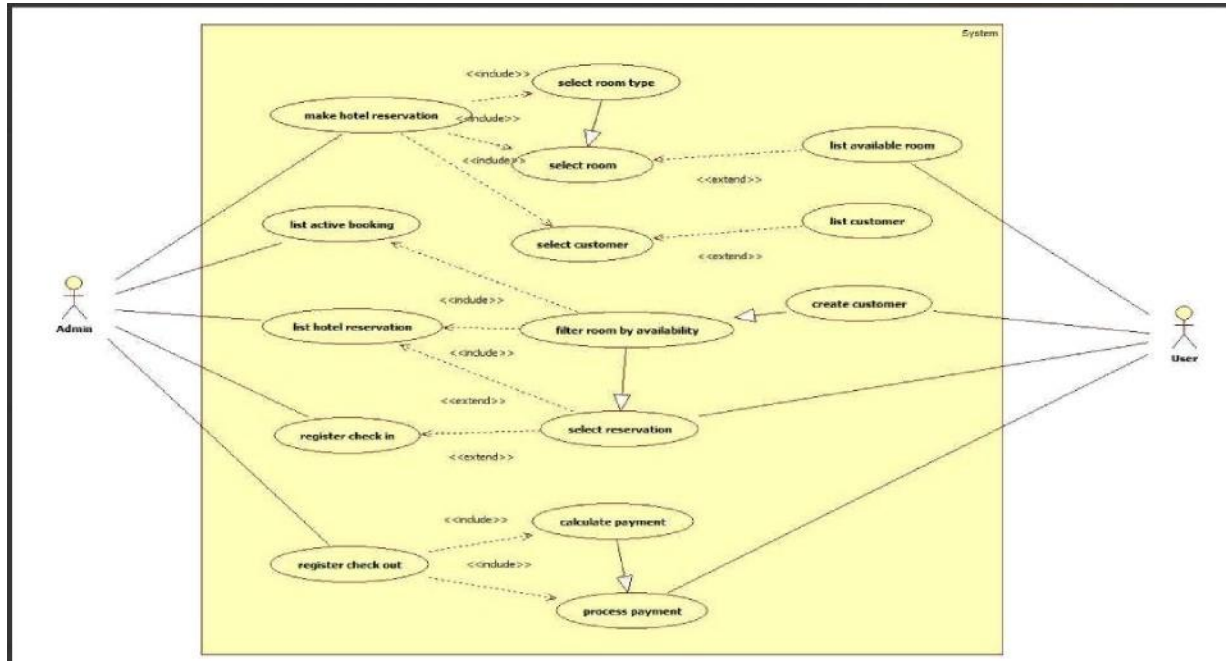 System
<<include>>
select room type
make hotel reservation
<<include>>
list available room
<<include>>
select room
<<extend>>
list active booking
list customer
select customer
<<extend>>
<<include>>
create customer
Admin
list hotel reservation
filter room by availability
User
<<include>>
<<extend>>
select reservation
register check in
<<extend>>
<<include>>
calculate payment
register check out
<<include>>
process payment